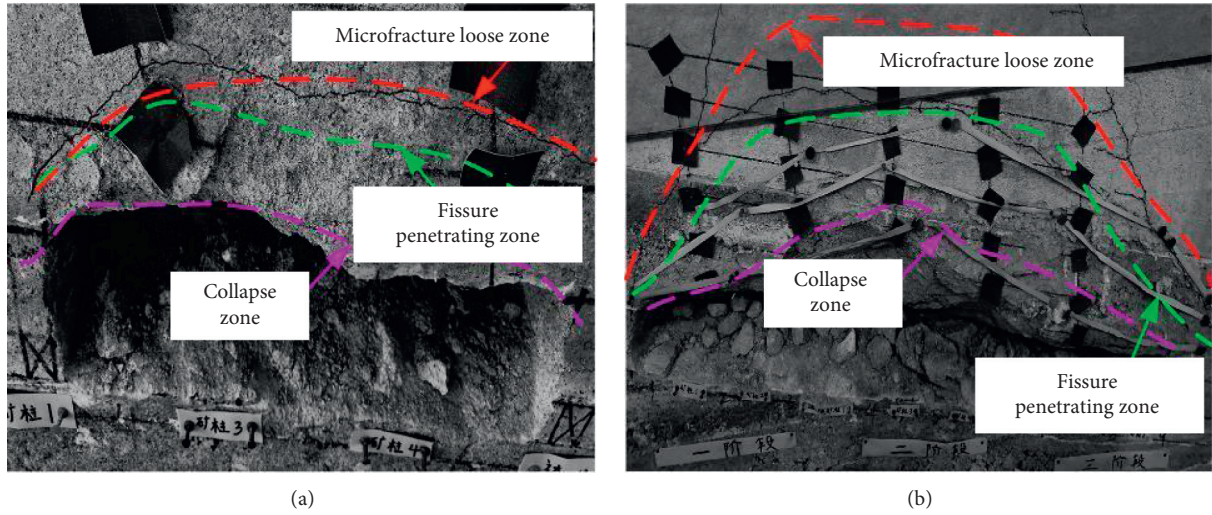 Microfracture loose zone
Fissure
penetrating zone
Collapse
zone
矿柱1
矿柱3
矿柱4
(a)
Microfracture loose zone
Collapse
zone
Fissure
penetrating zone
一阶段
二阶段
三阶段
(b)